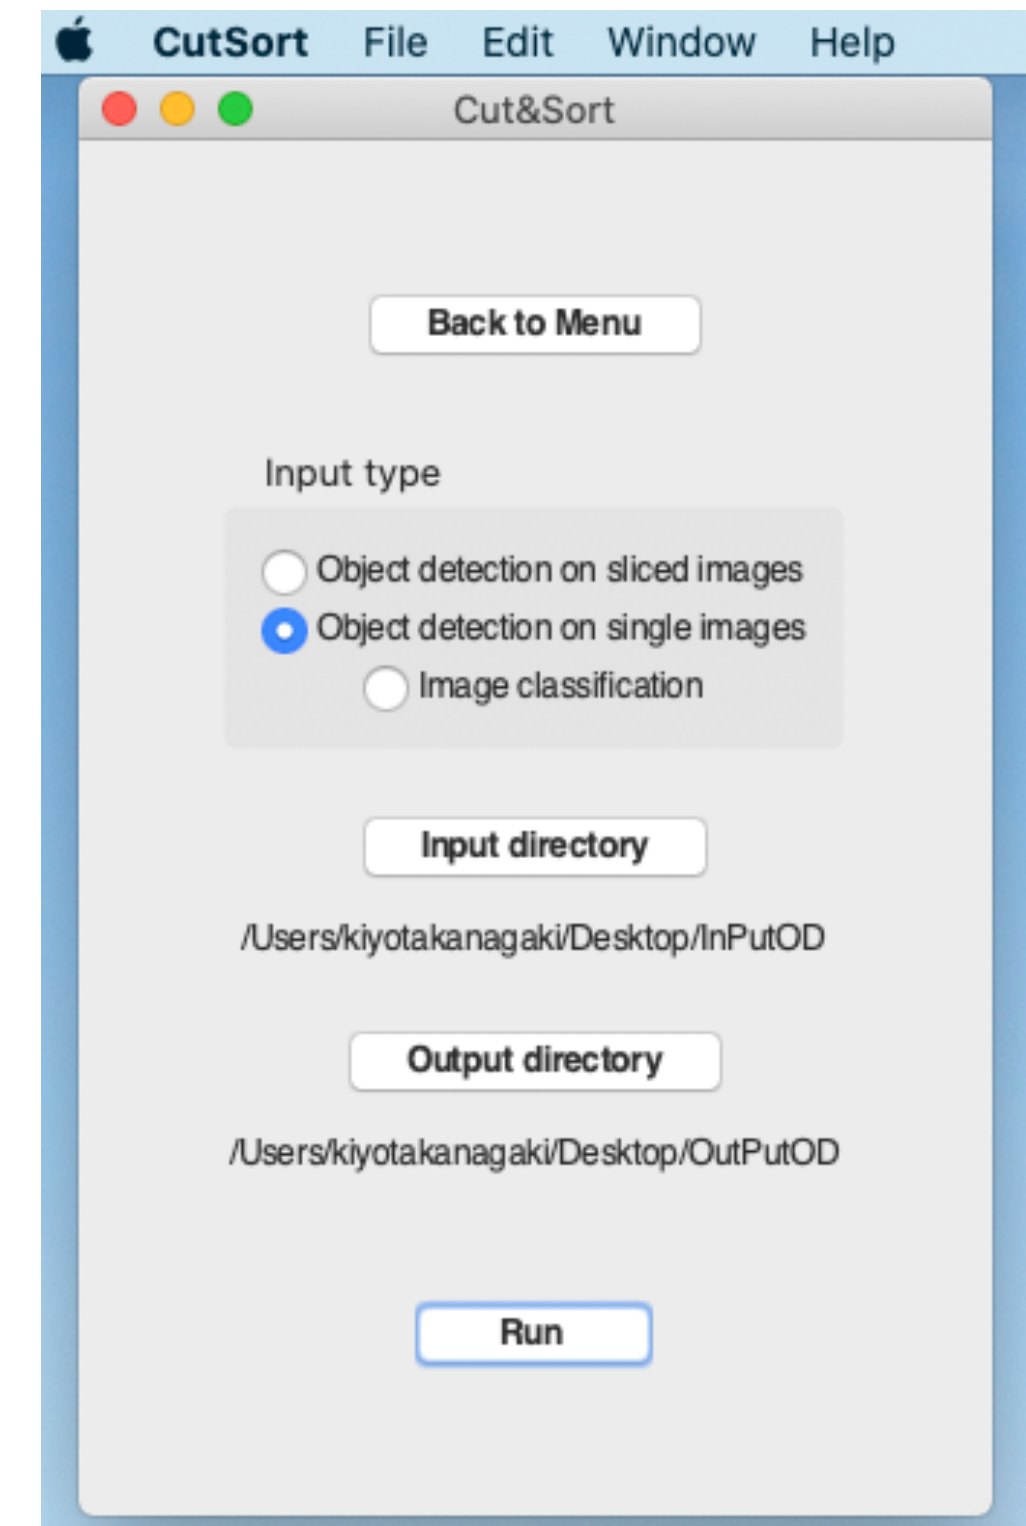 CutSort File Edit Window Help
Cut&Sort
Back to Menu
Input type
Object detection on sliced images
Object detection on single images
Image classification
Input directory
/Users/kiyotakanagaki/Desktop/InPutOD
Output directory
/Users/kiyotakanagaki/Desktop/OutPutOD
Run